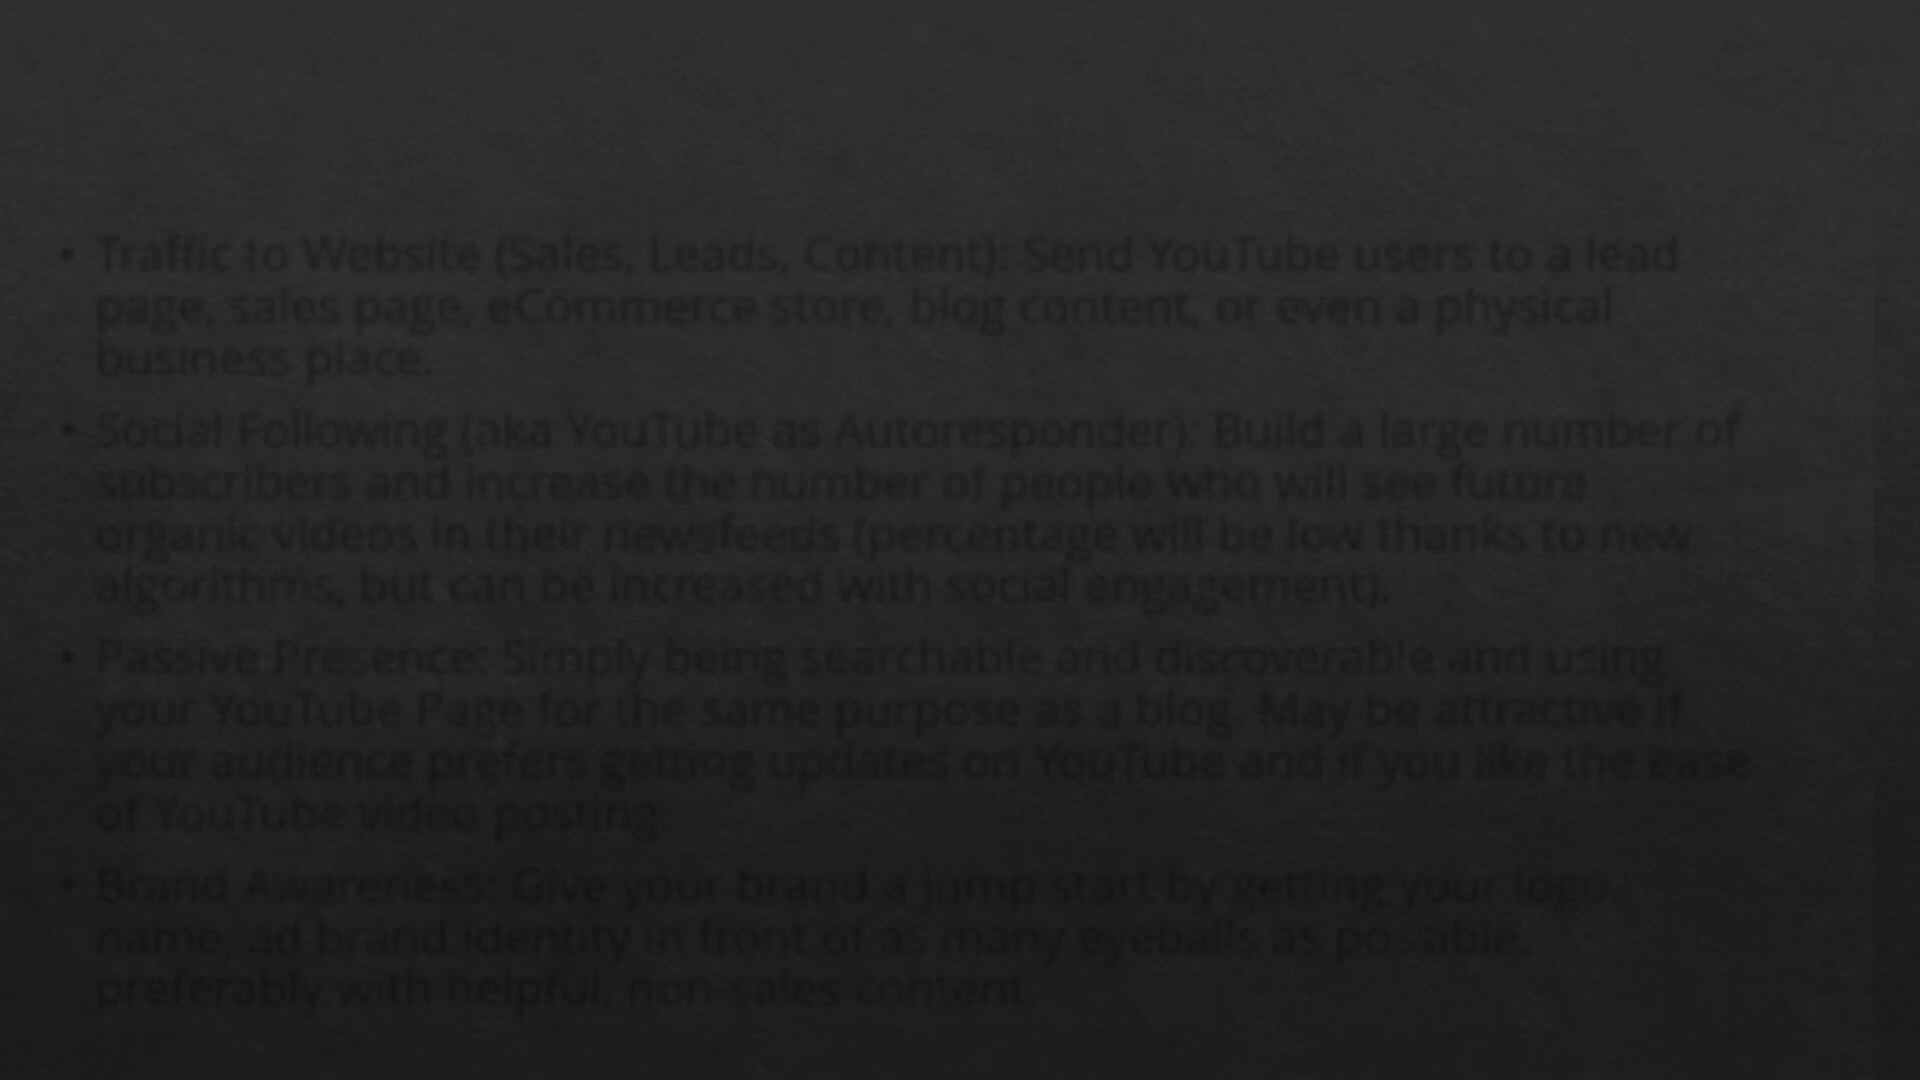 • Traffic to Website (Sales, Leads, Content): Send YouTube users to a lead
page, sales page, eCommerce store, blog content, or even a physical
business place.
• Social Following (aka YouTube as Autoresponder): Build a large number of
subscribers and increase the number of people who will see future
organic videos in their newsfeeds (percentage will be low thanks to new
algorithms, but can be increased with social engagement).
• Passive Presence: Simply being searchable and discoverable and using
your YouTube Page for the same purpose as a blog. May be attractive if
your audience prefers getting updates on YouTube and if you like the ease
of YouTube video posting.
• Brand Awareness: Give your brand a jump start by getting your logo,
name, ad brand identity in front of as many eyeballs as possible,
preferably with helpful, non-sales content.